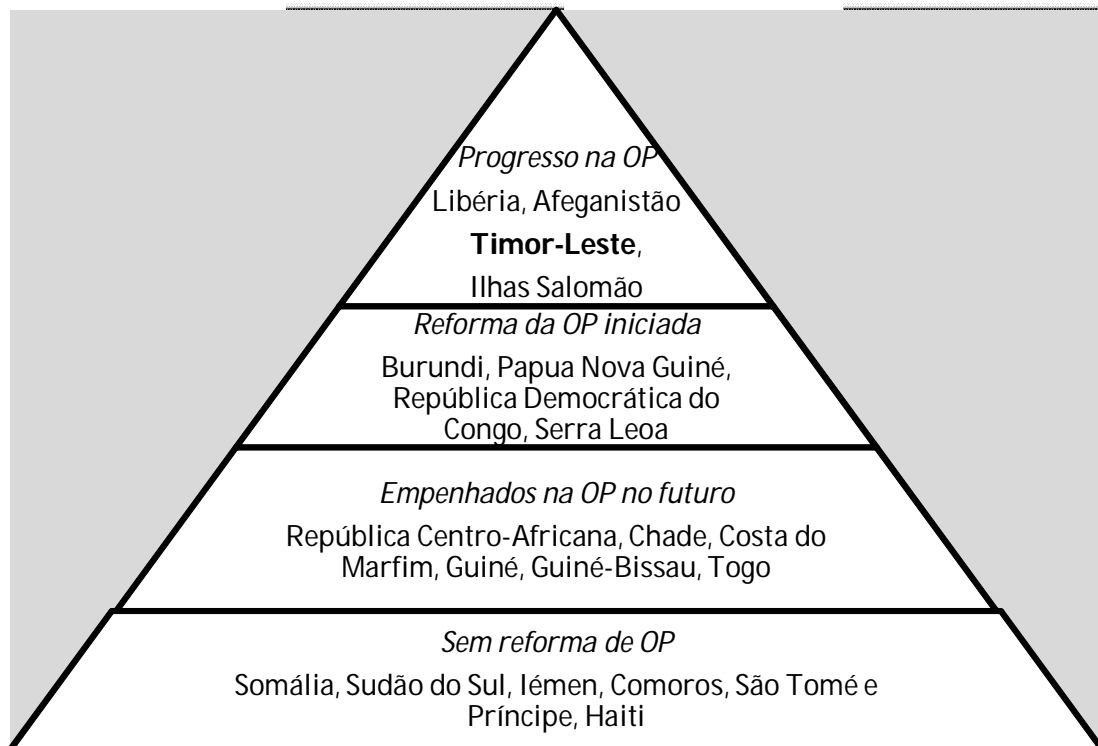 Progresso na OP
Libéria, Afeganistão
Timor-Leste,
Ilhas Salomão
Reforma da OP iniciada
Burundi, Papua Nova Guiné,
República Democrática do
Congo, Serra Leoa
Empenhados na OP no futuro
República Centro-Africana, Chade, Costa do
Marfim, Guiné, Guiné-Bissau, Togo
Sem reforma de OP
Somália, Sudão do Sul, Iémen, Comoros, São Tomé e
Príncipe, Haiti